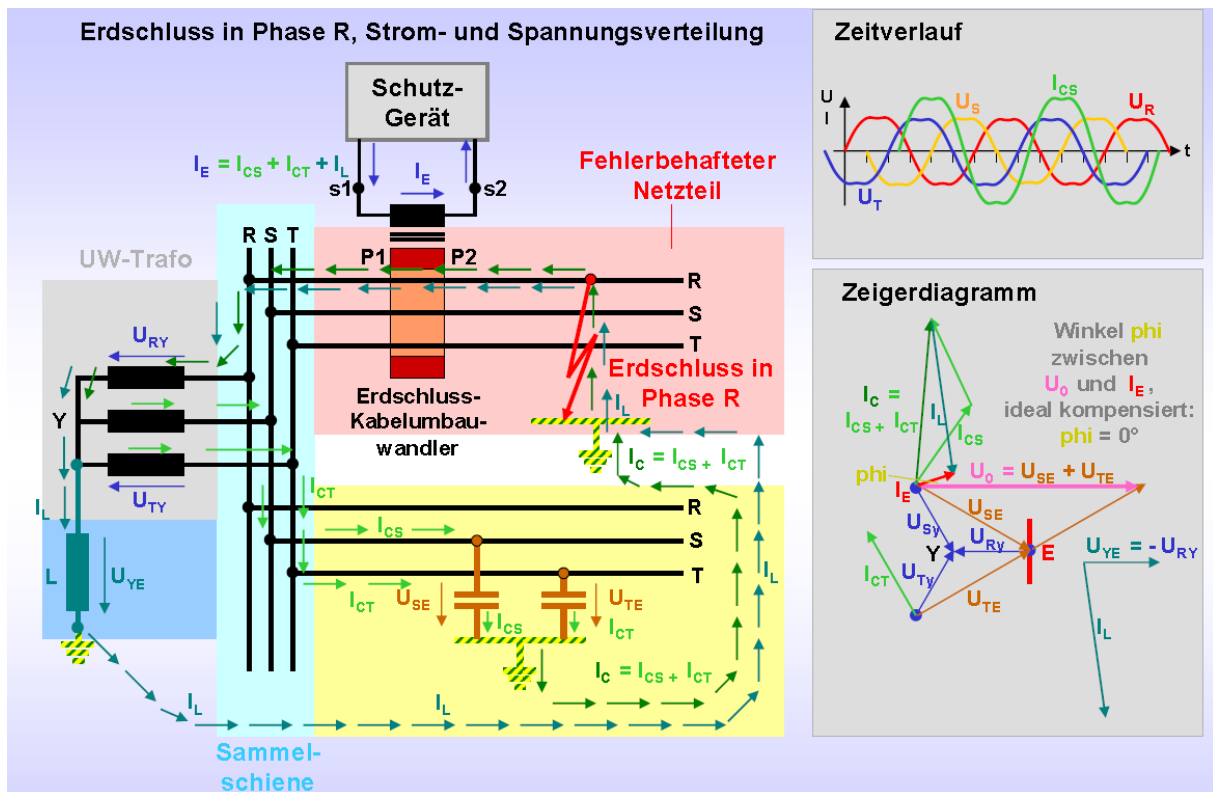 Erdschluss in Phase R, Strom- und Spannungsverteilung
Schutz-
Gerät
I_E = I_CS + I_CT + I_L
s1
I_E
s2
Fehlerbehafteter
Netzteil
R S T
P1
P2
UW-Trafo
R
S
T
U_RY
Erdschluss in
Phase R
Erdschluss-
Kabelumbau-
wandler
I_L
Y
I_C = I_CS + I_CT
U_TY
I_CT
I_L
R
I_CS
S
L
U_YE
T
I_L
I_CT
U_SE
U_TE
I_CS
I_CT
I_C = I_CS + I_CT
I_L
I_L
Sammel-
schiene
Zeitverlauf
U
I
U_S
I_CS
U_R
t
U_T
Zeigerdiagramm
Winkel phi
zwischen
U_0 und I_E ,
ideal kompensiert:
phi = 0°
I_C =
I_CS + I_CT
I_L
I_CS
phi
I_E
U_0 = U_SE + U_TE
U_Sy
U_SE
Y
U_Ry
E
U_YE = - U_RY
I_CT
U_Ty
U_TE
I_L